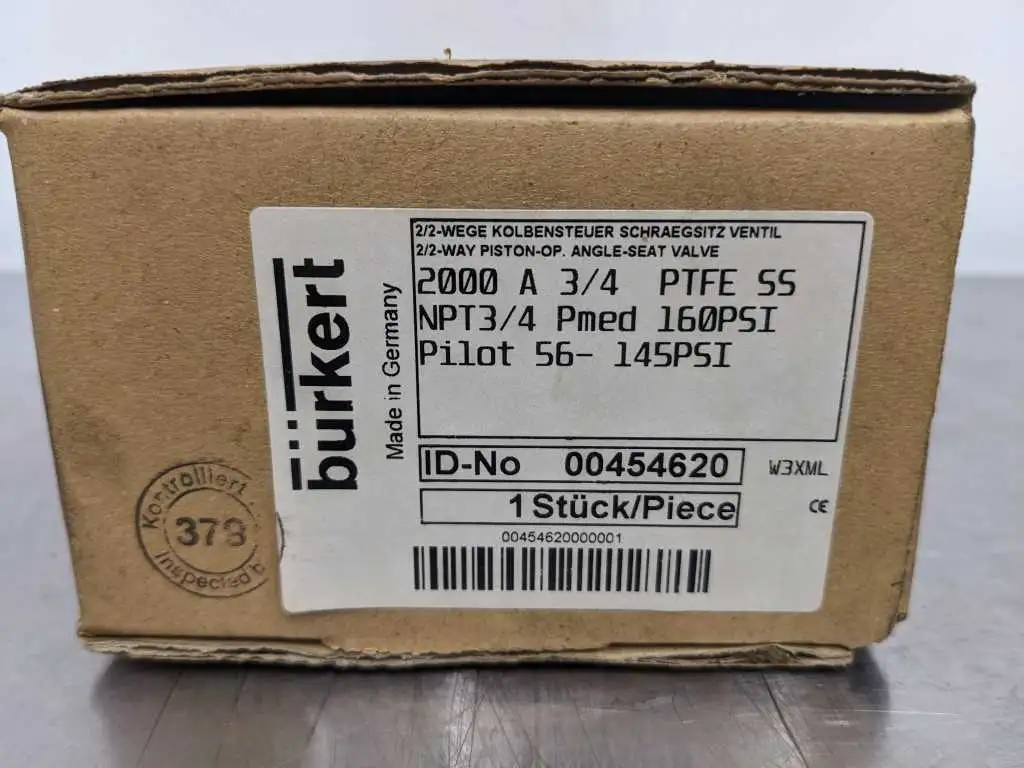 bürkert
Made in Germany
2/2-WEGE KOLBENSTEUER SCHRAEGSITZ VENTIL
2/2-WAY PISTON-OP. ANGLE-SEAT VALVE
2000 A 3/4 PTFE SS
NPT3/4 Pmed 160PSI
Pilot 56- 145PSI
ID-No 00454620
W3XML
1 Stück/Piece
CE
00454620000001
Kontrolliert
379
Inspected b